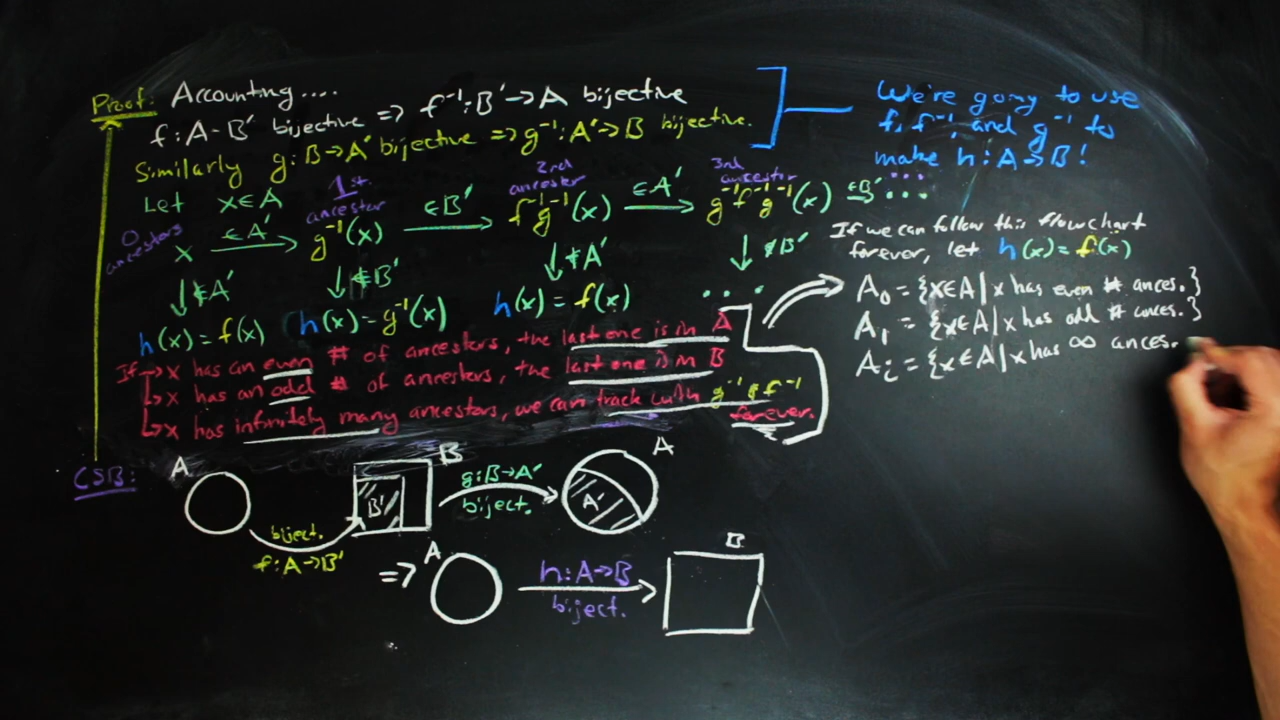 Proof: Accounting....
f:A-B' bijective => f⁻¹:B'→A bijective
Similarly g:B→A' bijective => g⁻¹:A'→B bijective.
We're going to use
f, f⁻¹, and g⁻¹ to
make h:A→B!
Let x∈A
0 ancestors
1st ancestor
2nd ancester
3rd ancestor
x ∈A' → g⁻¹(x) ∈B' → f⁻¹g⁻¹(x) ∈A' → g⁻¹f⁻¹g⁻¹(x) ∈B' → ...
↓∉A' ↓∉B' ↓∉A' ↓∉B'
h(x)=f(x) h(x)=g⁻¹(x) h(x)=f(x) ...
If we can follow this flowchart
forever, let h(x)=f(x)
If → x has an even # of ancestors, the last one is in A
↳ x has an odd # of ancestors, the last one is in B
↳ x has infinitely many ancestors, we can track with g⁻¹ & f⁻¹
forever.
A₀ = {x∈A | x has even # ances.}
A₁ = {x∈A | x has odd # ances.}
A_i = {x∈A | x has ∞ ances.
CSB:
A B A
B' A'
g:B→A'
biject.
biject.
f:A→B'
=> A B
h:A→B
biject.